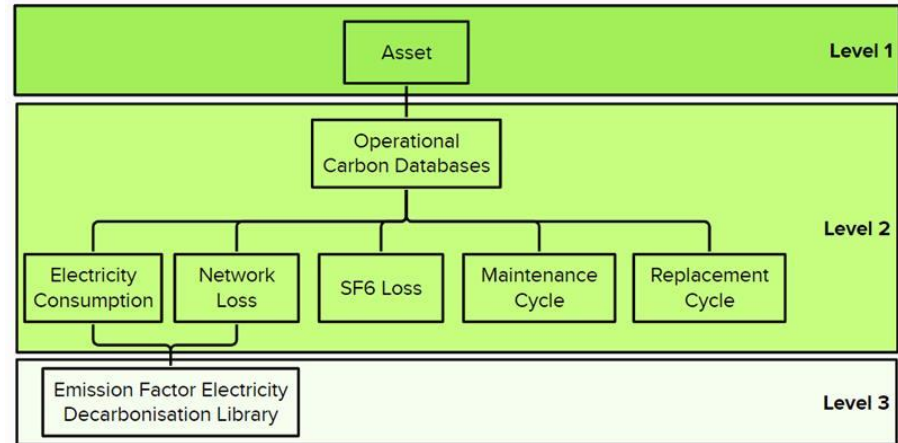 Asset
Level 1
Operational
Carbon Databases
Level 2
Electricity
Consumption
Network
Loss
SF6 Loss
Maintenance
Cycle
Replacement
Cycle
Emission Factor Electricity
Decarbonisation Library
Level 3